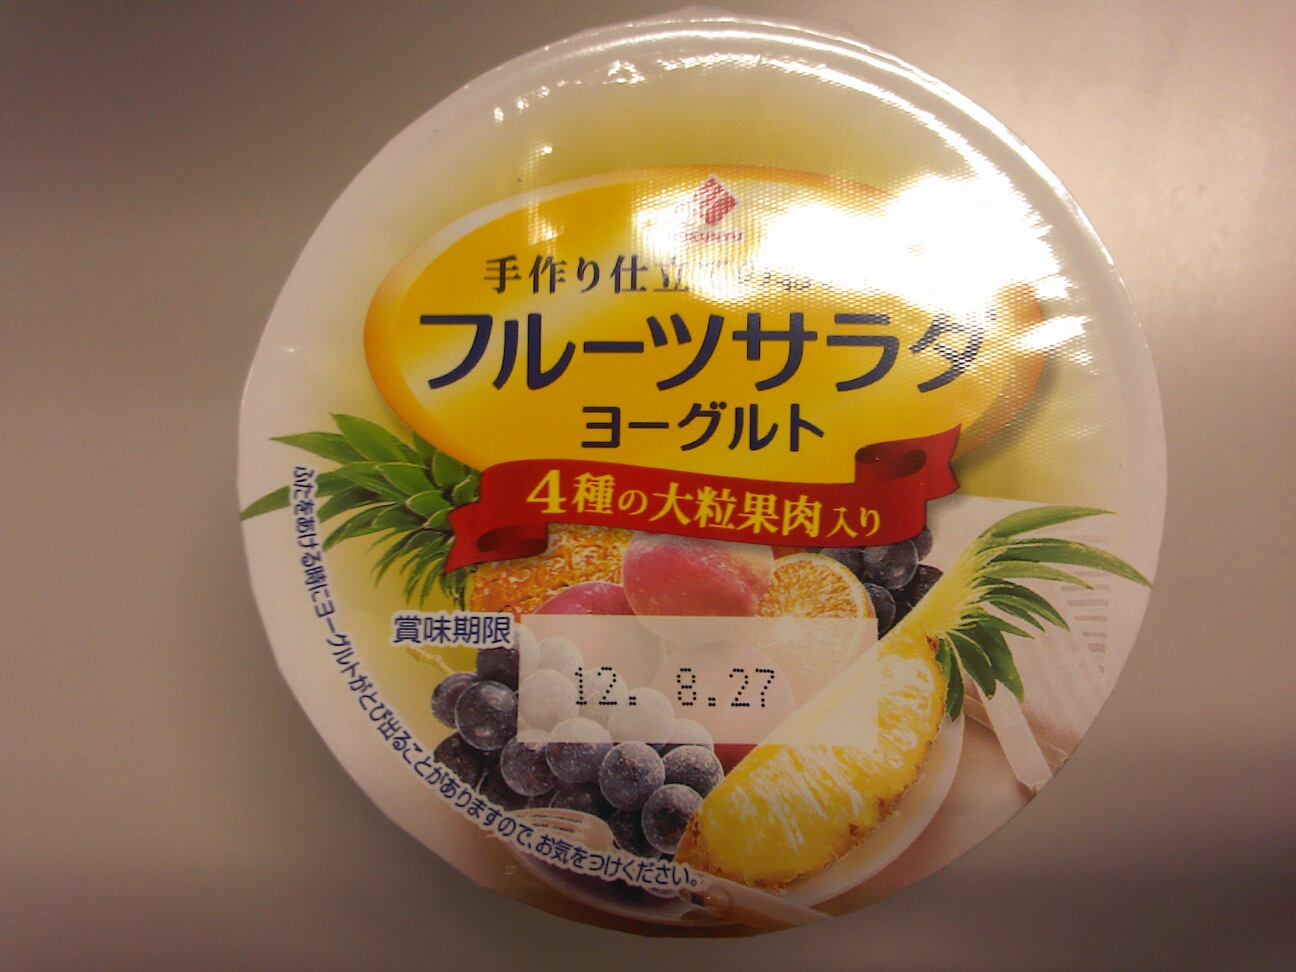 手作り仕立て
フルーツサラダ
ヨーグルト
4種の大粒果肉入り
賞味期限
12. 8.27
ふたをあける時にヨーグルトがとび出ることがありますので、お気をつけください。